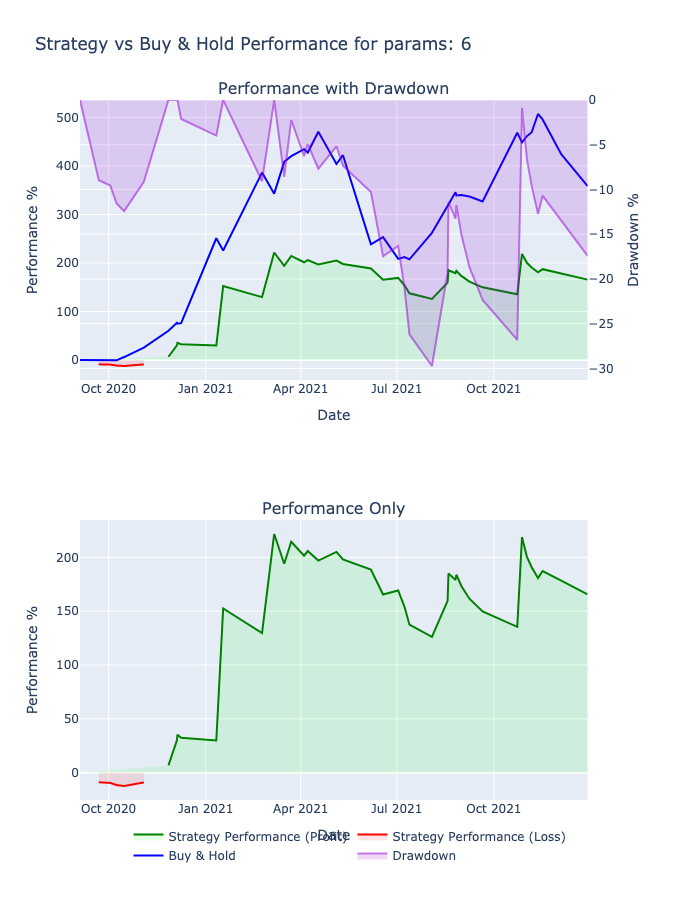 Strategy vs Buy & Hold Performance for params: 6
Performance with Drawdown
500
400
300
200
100
0
Performance %
0
−5
−10
−15
−20
−25
−30
Drawdown %
Oct 2020 Jan 2021 Apr 2021 Jul 2021 Oct 2021
Date
Performance Only
200
150
100
50
0
Performance %
Oct 2020 Jan 2021 Apr 2021 Jul 2021 Oct 2021
Date
Strategy Performance (Profit) Strategy Performance (Loss)
Buy & Hold Drawdown